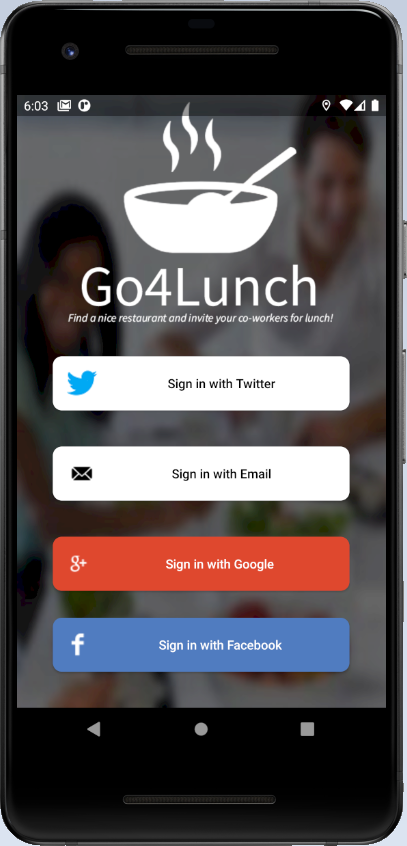 6:03
Go4Lunch
Find a nice restaurant and invite your co-workers for lunch!
Sign in with Twitter
Sign in with Email
g+ Sign in with Google
f Sign in with Facebook